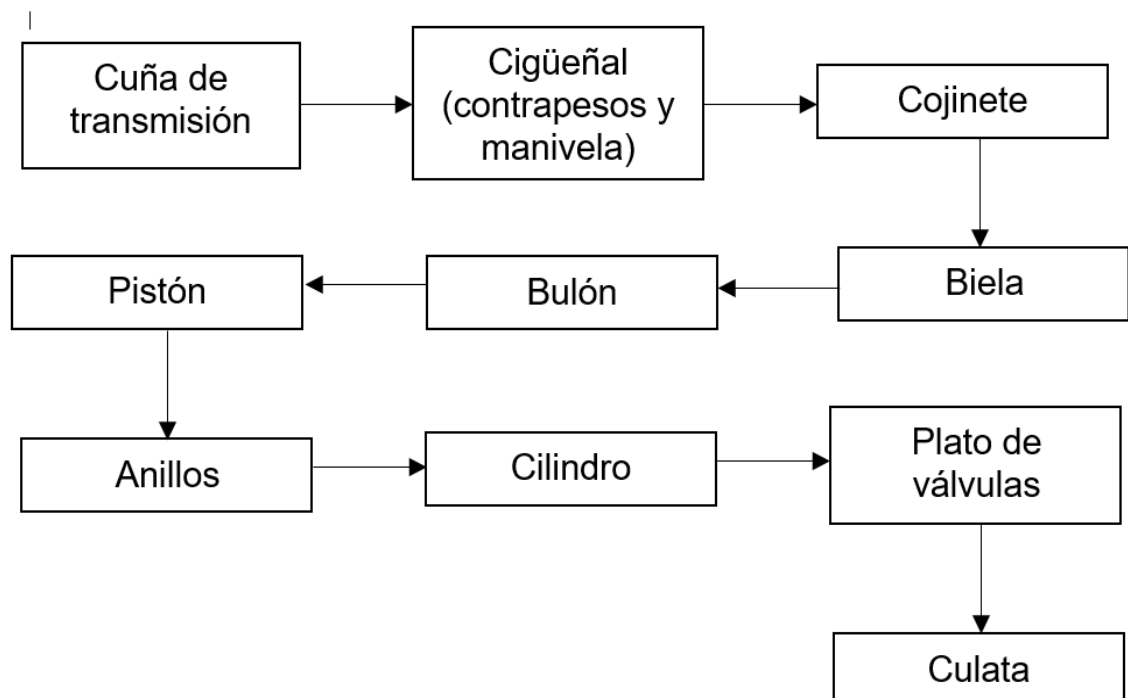 Cuña de
transmisión
Cigüeñal
(contrapesos y
manivela)
Cojinete
Biela
Bulón
Pistón
Anillos
Cilindro
Plato de
válvulas
Culata